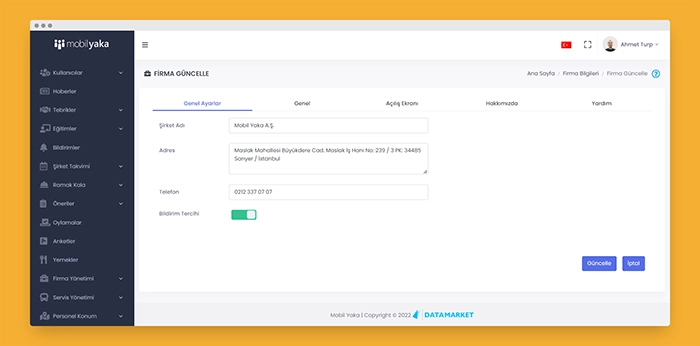 mobilyaka
Ahmet Turp
Kullanıcılar
Haberler
Tebrikler
Eğitimler
Bildirimler
Şirket Takvimi
Ramak Kala
Öneriler
Oylamalar
Anketler
Yemekler
Firma Yönetimi
Servis Yönetimi
Personel Konum
FİRMA GÜNCELLE
Ana Sayfa / Firma Bilgileri / Firma Güncelle ?
Genel Ayarlar Genel Açılış Ekranı Hakkımızda Yardım
Şirket Adı Mobil Yaka A.Ş.
Adres Maslak Mahallesi Büyükdere Cad. Maslak İş Hanı No: 239 / 3 PK: 34485
Sarıyer / İstanbul
Telefon 0212 337 07 07
Bildirim Tercihi
Güncelle İptal
Mobil Yaka | Copyright © 2022 DATAMARKET